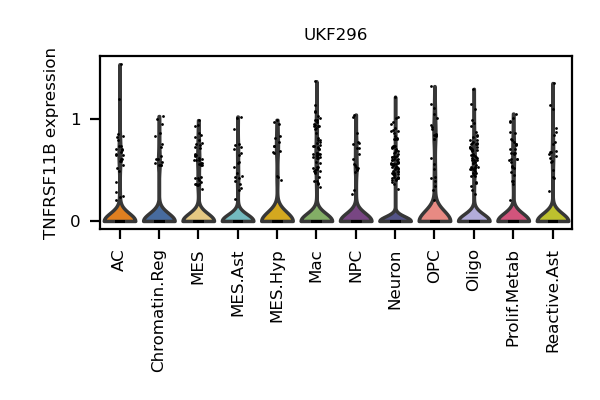 UKF296
TNFRSF11B expression
1
0
AC
Chromatin.Reg
MES
MES.Ast
MES.Hyp
Mac
NPC
Neuron
OPC
Oligo
Prolif.Metab
Reactive.Ast